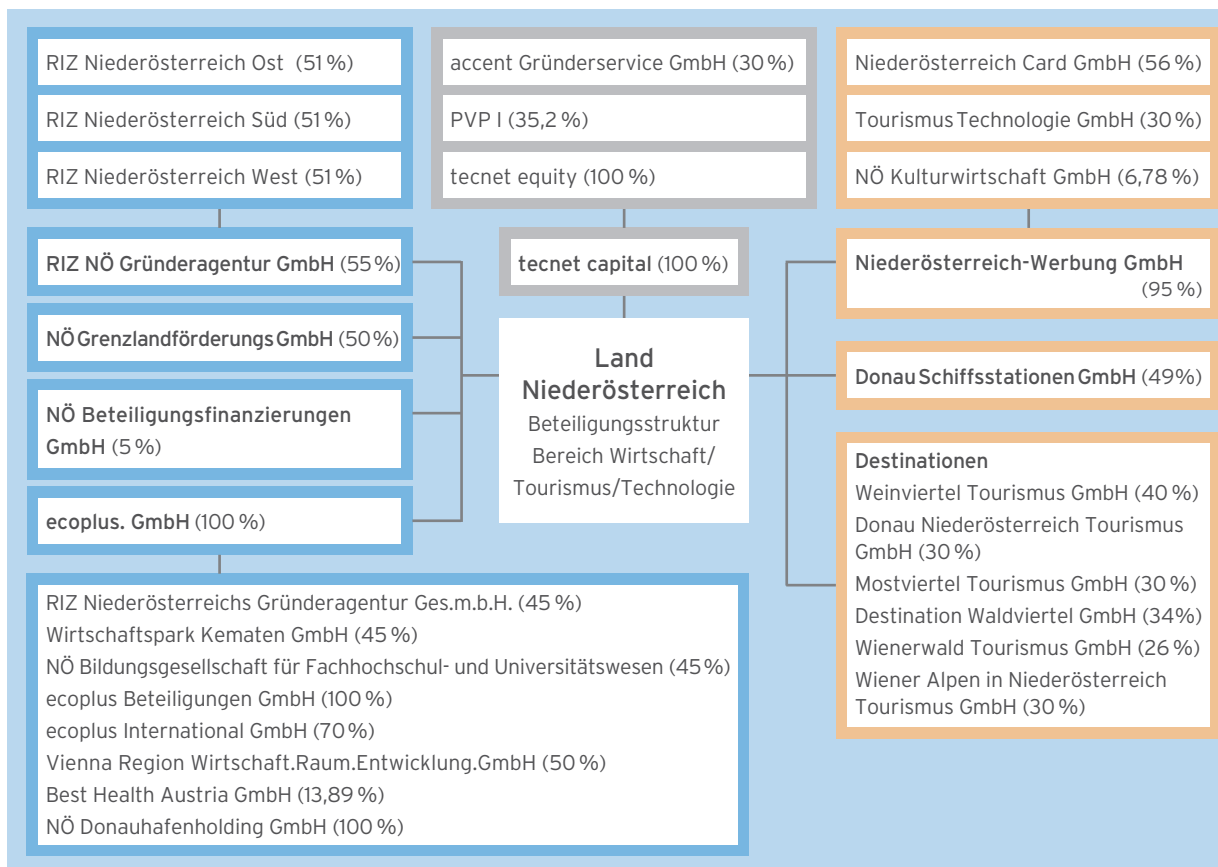 RIZ Niederösterreich Ost (51 %)
RIZ Niederösterreich Süd (51 %)
RIZ Niederösterreich West (51 %)
RIZ NÖ Gründeragentur GmbH (55 %)
NÖ Grenzlandförderungs GmbH (50 %)
NÖ Beteiligungsfinanzierungen
GmbH (5 %)
ecoplus. GmbH (100 %)
RIZ Niederösterreichs Gründeragentur Ges.m.b.H. (45 %)
Wirtschaftspark Kematen GmbH (45 %)
NÖ Bildungsgesellschaft für Fachhochschul- und Universitätswesen (45 %)
ecoplus Beteiligungen GmbH (100 %)
ecoplus International GmbH (70 %)
Vienna Region Wirtschaft.Raum.Entwicklung.GmbH (50 %)
Best Health Austria GmbH (13,89 %)
NÖ Donauhafenholding GmbH (100 %)
accent Gründerservice GmbH (30 %)
PVP I (35,2 %)
tecnet equity (100 %)
tecnet capital (100 %)
Land
Niederösterreich
Beteiligungsstruktur
Bereich Wirtschaft/
Tourismus/Technologie
Niederösterreich Card GmbH (56 %)
Tourismus Technologie GmbH (30 %)
NÖ Kulturwirtschaft GmbH (6,78 %)
Niederösterreich-Werbung GmbH
(95 %)
Donau Schiffsstationen GmbH (49%)
Destinationen
Weinviertel Tourismus GmbH (40 %)
Donau Niederösterreich Tourismus
GmbH (30 %)
Mostviertel Tourismus GmbH (30 %)
Destination Waldviertel GmbH (34%)
Wienerwald Tourismus GmbH (26 %)
Wiener Alpen in Niederösterreich
Tourismus GmbH (30 %)